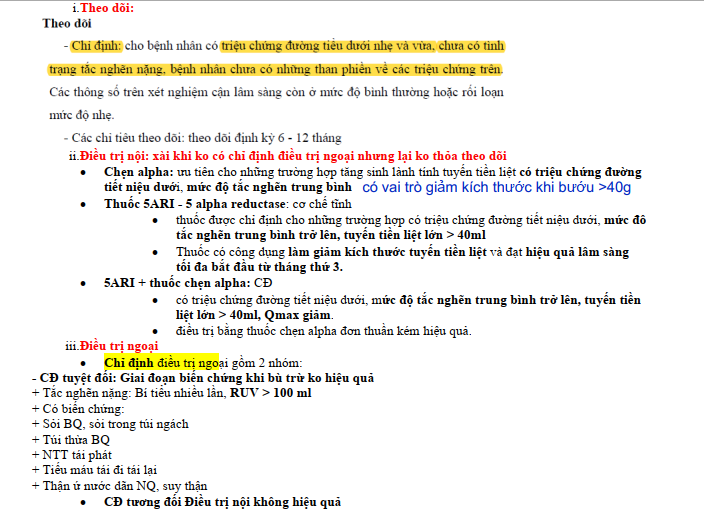 i.Theo dõi:
Theo dõi
- Chỉ định: cho bệnh nhân có triệu chứng đường tiểu dưới nhẹ và vừa, chưa có tình
trạng tắc nghẽn nặng, bệnh nhân chưa có những than phiền về các triệu chứng trên.
Các thông số trên xét nghiệm cận lâm sàng còn ở mức độ bình thường hoặc rối loạn
mức độ nhẹ.
- Các chỉ tiêu theo dõi: theo dõi định kỳ 6 - 12 tháng
ii.Điều trị nội: xài khi ko có chỉ định điều trị ngoại nhưng lại ko thỏa theo dõi
• Chẹn alpha: ưu tiên cho những trường hợp tăng sinh lành tính tuyến tiền liệt có triệu chứng đường
tiết niệu dưới, mức độ tắc nghẽn trung bình có vai trò giảm kích thước khi bướu >40g
• Thuốc 5ARI - 5 alpha reductase: cơ chế tĩnh
• thuốc được chỉ định cho những trường hợp có triệu chứng đường tiết niệu dưới, mức đô
tắc nghẽn trung bình trở lên, tuyến tiền liệt lớn > 40ml
• Thuốc có công dụng làm giảm kích thước tuyến tiền liệt và đạt hiệu quả lâm sàng
tối đa bắt đầu từ tháng thứ 3.
• 5ARI + thuốc chẹn alpha: CĐ
• có triệu chứng đường tiết niệu dưới, mức độ tắc nghẽn trung bình trở lên, tuyến tiền
liệt lớn > 40ml, Qmax giảm.
• điều trị bằng thuốc chẹn alpha đơn thuần kém hiệu quả.
iii.Điều trị ngoại
• Chỉ định điều trị ngoại gồm 2 nhóm:
- CĐ tuyệt đối: Giai đoạn biến chứng khi bù trừ ko hiệu quả
+ Tắc nghẽn nặng: Bí tiểu nhiều lần, RUV > 100 ml
+ Có biến chứng:
+ Sỏi BQ, sỏi trong túi ngách
+ Túi thừa BQ
+ NTT tái phát
+ Tiểu máu tái đi tái lại
+ Thận ứ nước dãn NQ, suy thận
• CĐ tương đối Điều trị nội không hiệu quả